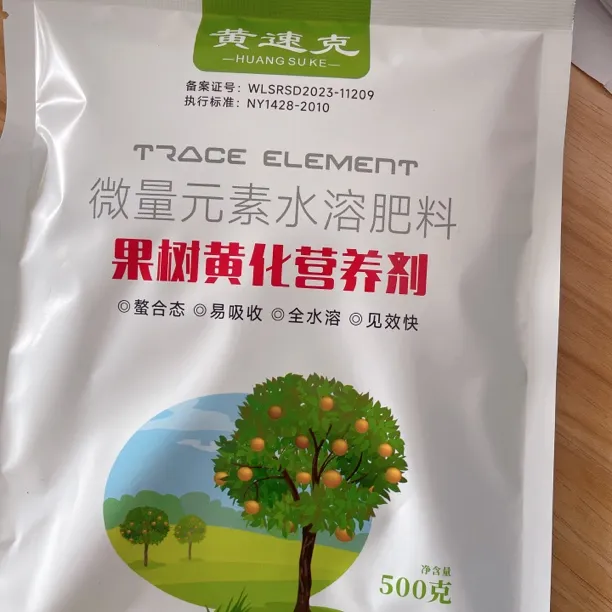 黄速克
—HUANG SU KE—
备案证号：WLSRSD2023-11209
执行标准：NY1428-2010
TRACE ELEMENT
微量元素水溶肥料
果树黄化营养剂
◎螯合态 ◎易吸收 ◎全水溶 ◎见效快
净含量
500克